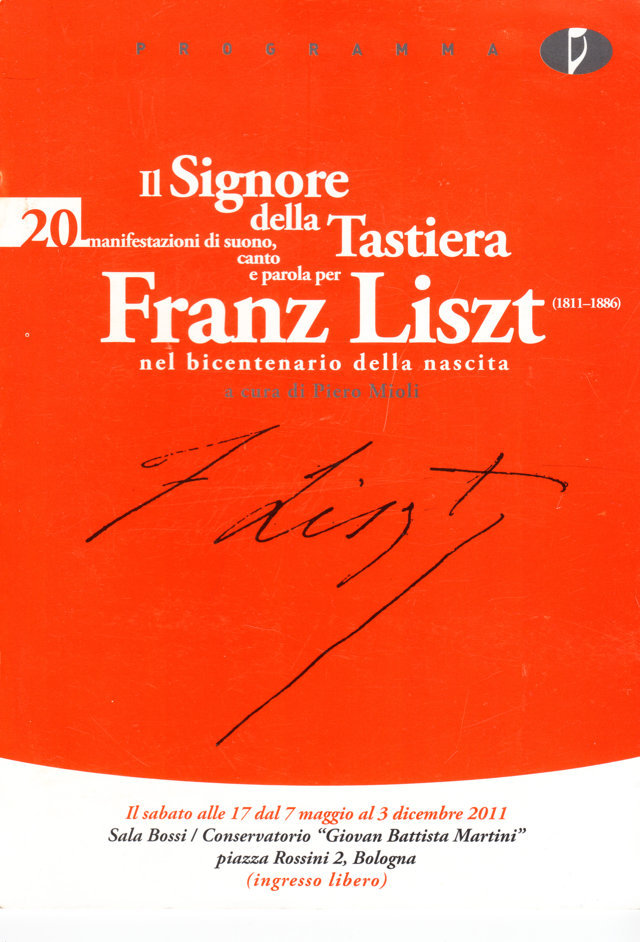 PROGRAMMA
Il Signore
della Tastiera
20 manifestazioni di suono,
canto
e parola per
Franz Liszt (1811–1886)
nel bicentenario della nascita
a cura di Piero Mioli
F Liszt
Il sabato alle 17 dal 7 maggio al 3 dicembre 2011
Sala Bossi / Conservatorio “Giovan Battista Martini”
piazza Rossini 2, Bologna
(ingresso libero)